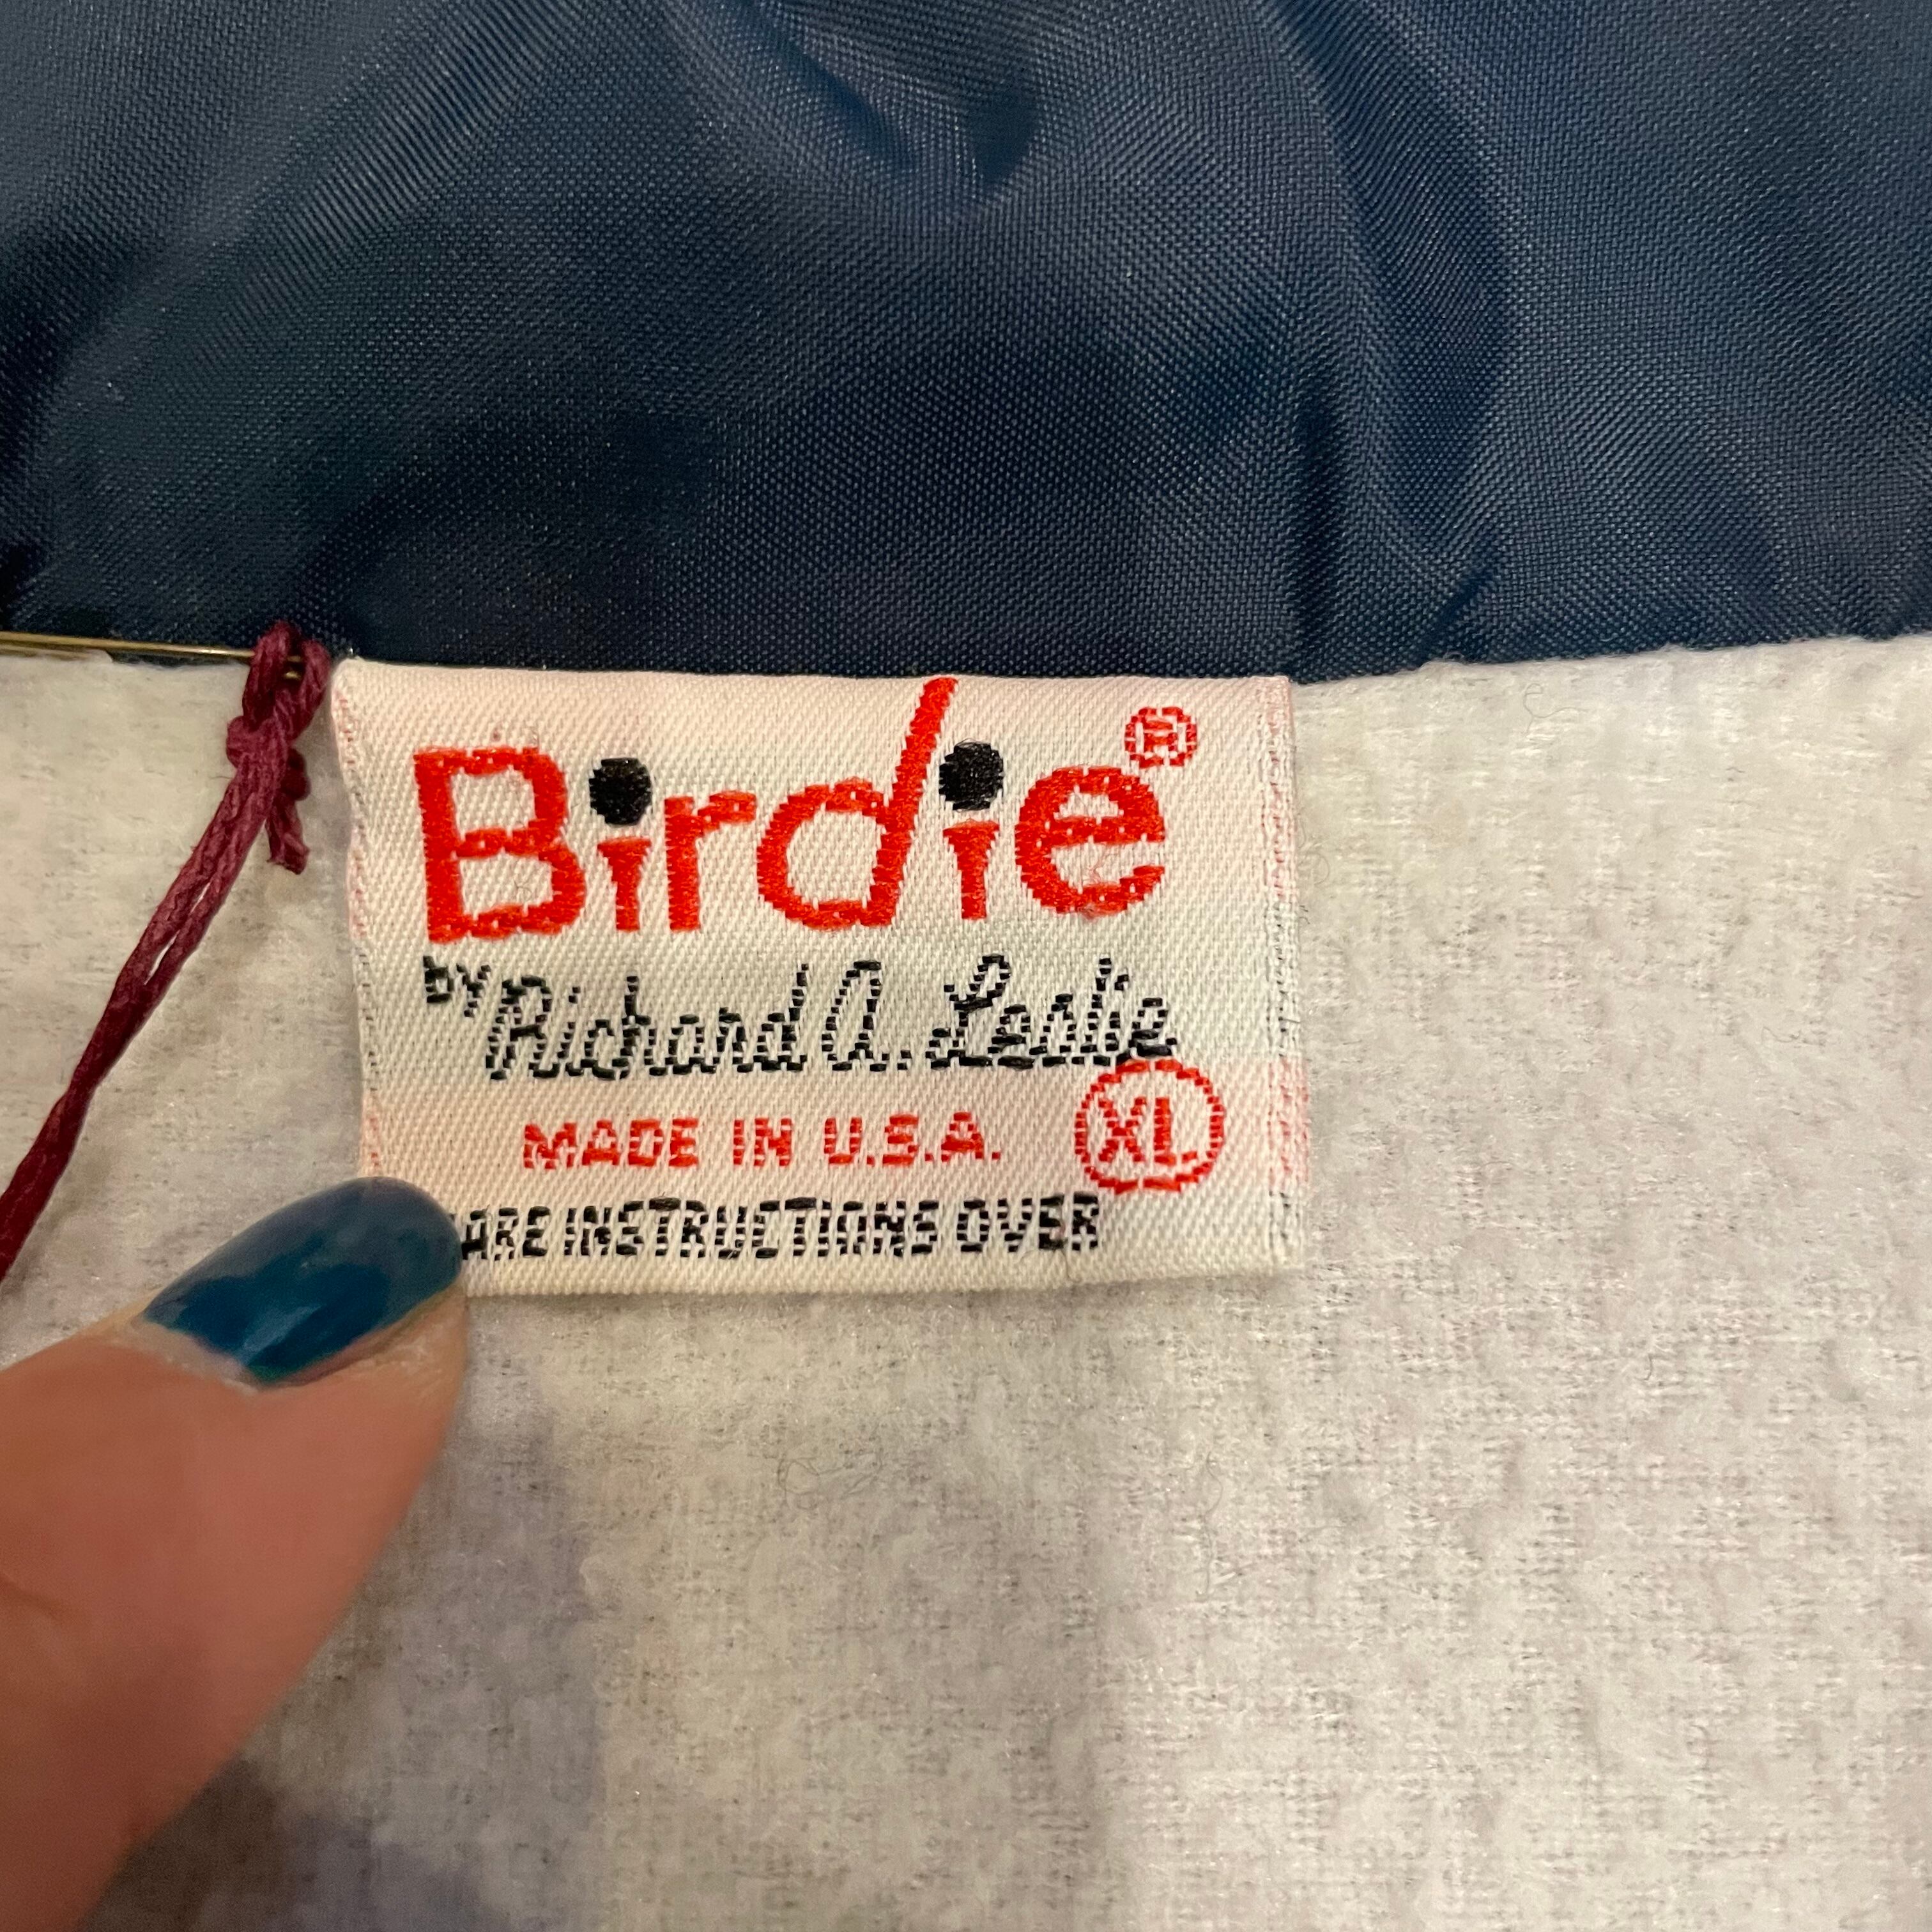 Birdie®
by Richard A. Leslie
MADE IN U.S.A. XL
ARE INSTRUCTIONS OVER